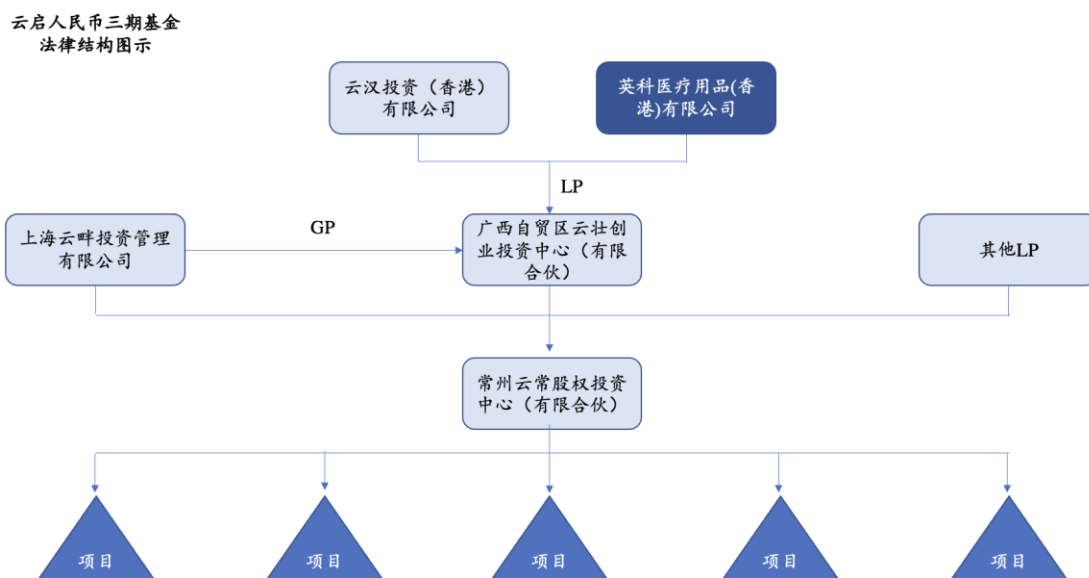 云启人民币三期基金
法律结构图示
云汉投资（香港）
有限公司
英科医疗用品(香
港)有限公司
LP
GP
上海云畔投资管理
有限公司
广西自贸区云壮创
业投资中心（有限
合伙）
其他LP
常州云常股权投资
中心（有限合伙）
项目
项目
项目
项目
项目